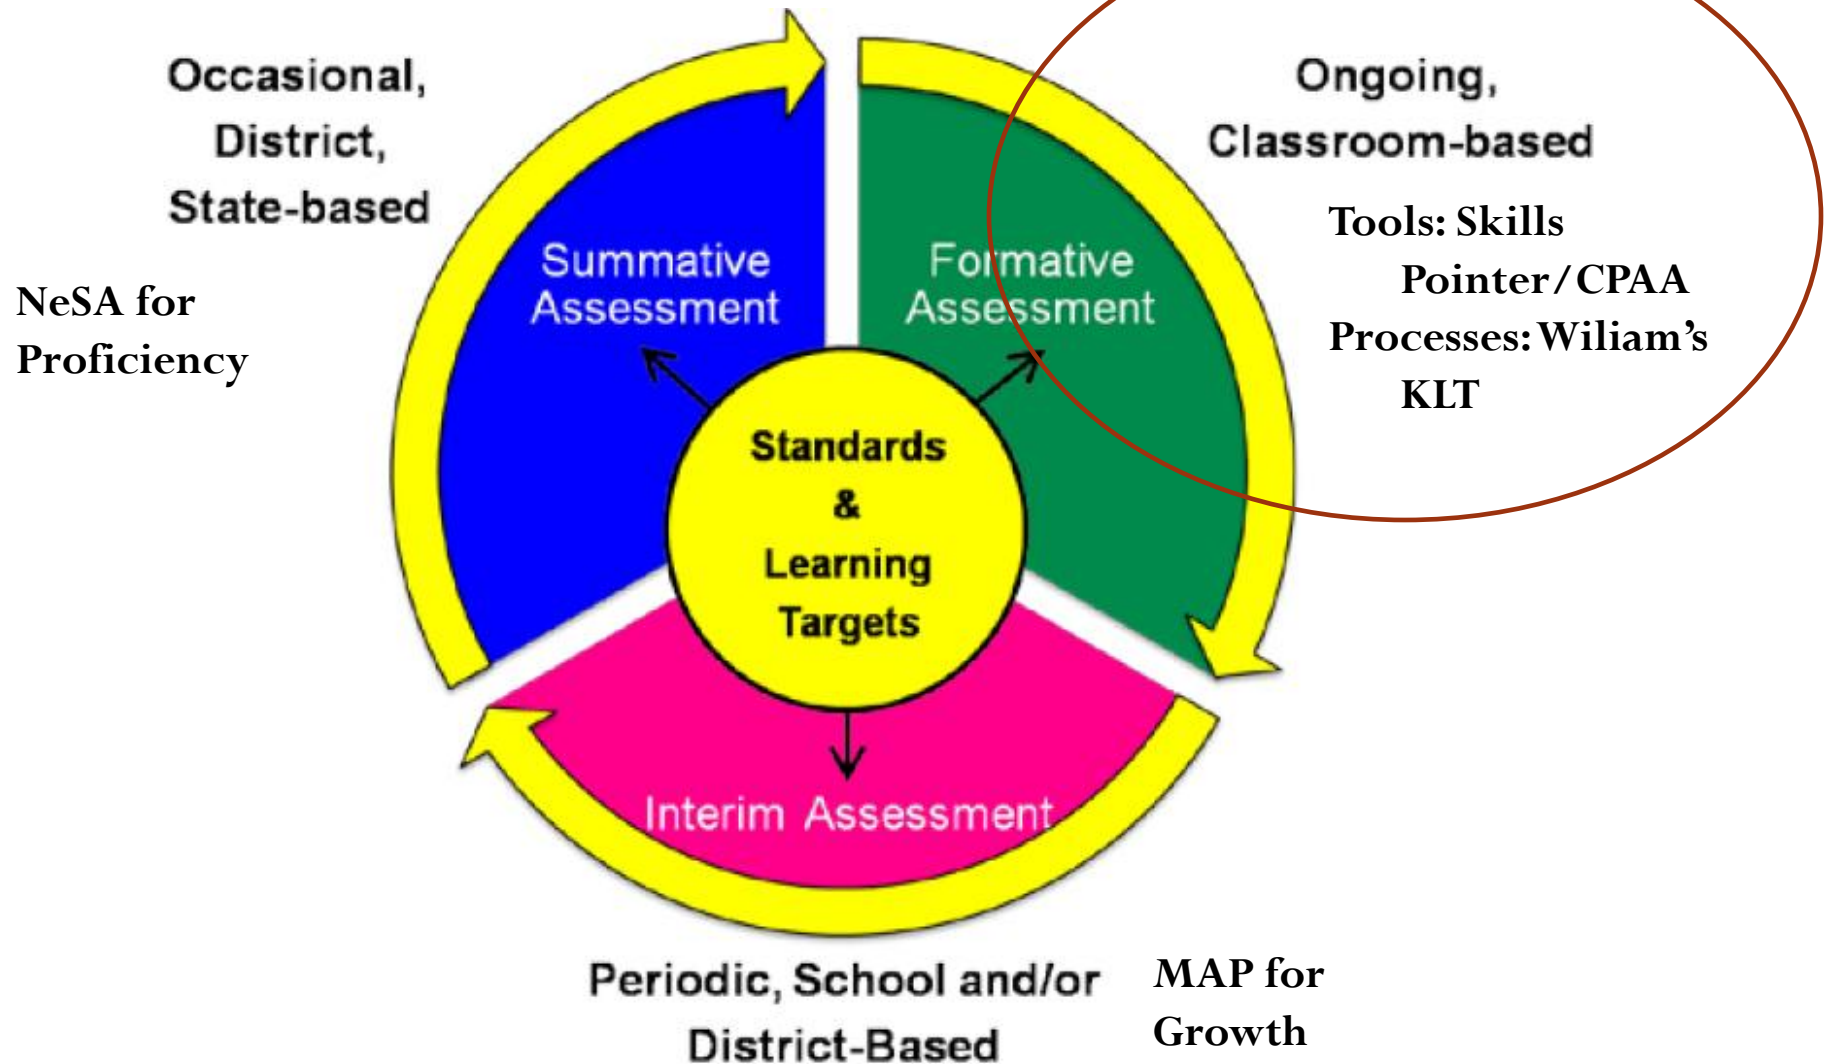 Occasional,
District,
State-based
NeSA for
Proficiency
Summative
Assessment
Formative
Assessment
Ongoing,
Classroom-based
Tools: Skills
Pointer/CPAA
Processes: Wiliam’s
KLT
Standards
&
Learning
Targets
Interim Assessment
Periodic, School and/or
District-Based
MAP for
Growth